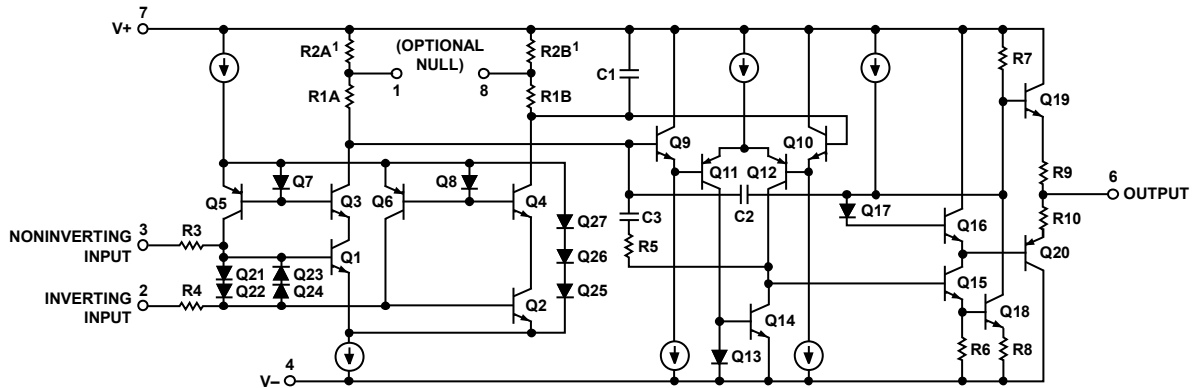 7
V+
R2A1
(OPTIONAL
NULL)
R2B1
1
8
R1A
R1B
C1
R7
Q19
Q9
Q10
Q11
Q12
Q7
Q8
Q5
Q3
Q6
Q4
C2
Q17
Q16
R9
6
OUTPUT
R10
Q27
C3
R5
NONINVERTING
INPUT
3
R3
Q1
Q26
Q20
Q21
Q23
Q22
Q24
Q25
Q15
INVERTING
INPUT
2
R4
Q2
Q14
Q18
Q13
R6
R8
4
V–